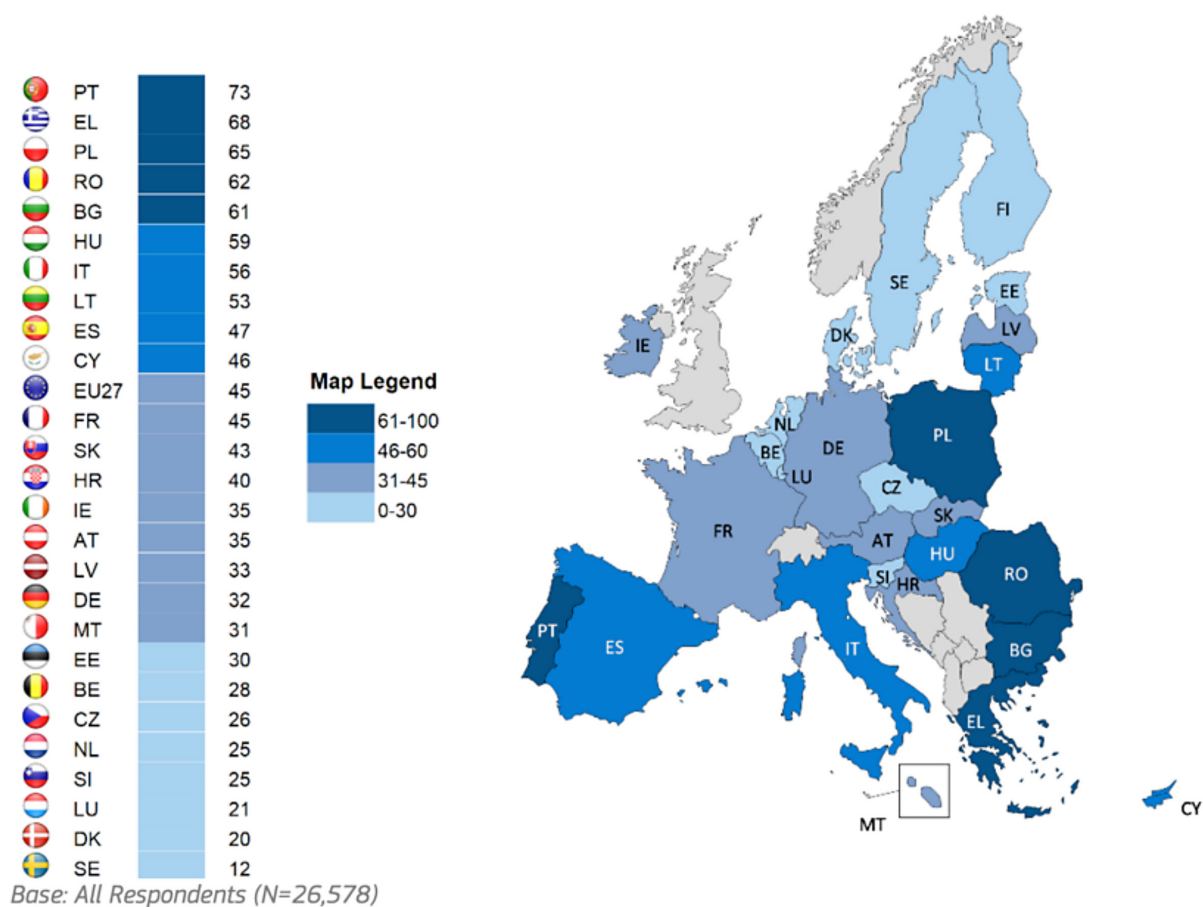 PT 73
EL 68
PL 65
RO 62
BG 61
HU 59
IT 56
LT 53
ES 47
CY 46
EU27 45
FR 45
SK 43
HR 40
IE 35
AT 35
LV 33
DE 32
MT 31
EE 30
BE 28
CZ 26
NL 25
SI 25
LU 21
DK 20
SE 12
Base: All Respondents (N=26,578)
Map Legend
61-100
46-60
31-45
0-30
FI
SE
EE
LV
DK
LT
IE
NL
BE
DE
PL
LU
CZ
SK
FR
AT
HU
RO
SI
HR
PT
ES
IT
BG
EL
MT
CY